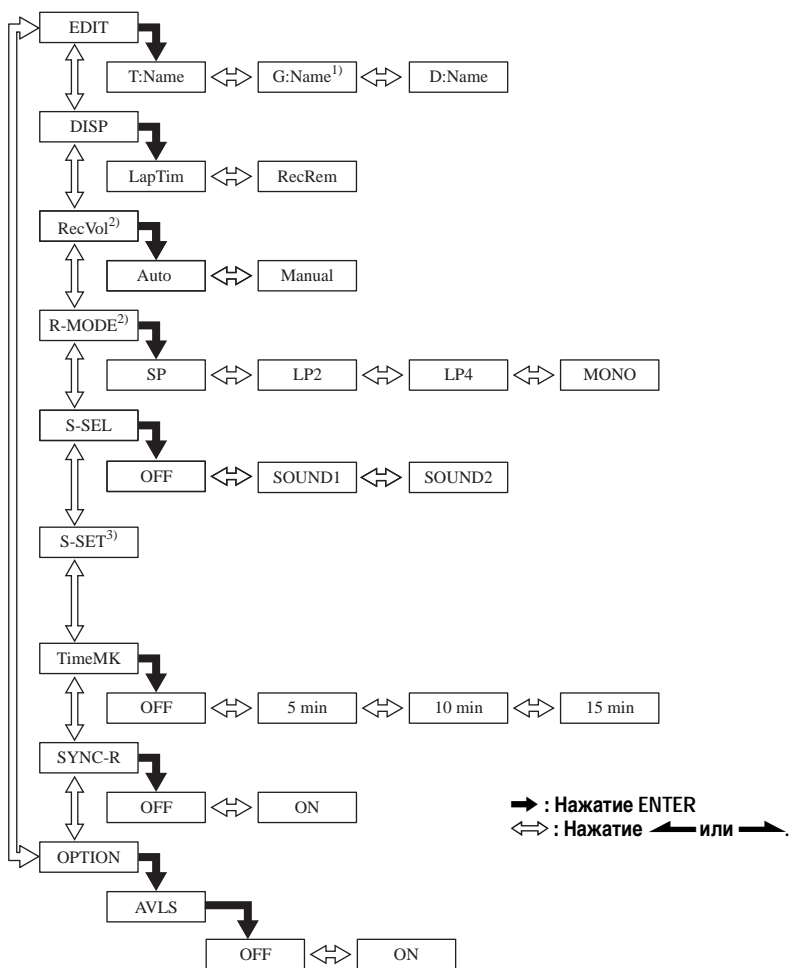 EDIT
T:Name G:Name1) D:Name
DISP
LapTim RecRem
RecVol2)
Auto Manual
R-MODE2)
SP LP2 LP4 MONO
S-SEL
OFF SOUND1 SOUND2
S-SET3)
TimeMK
OFF 5 min 10 min 15 min
SYNC-R
OFF ON
: Нажатие ENTER
: Нажатие или .
OPTION
AVLS
OFF ON